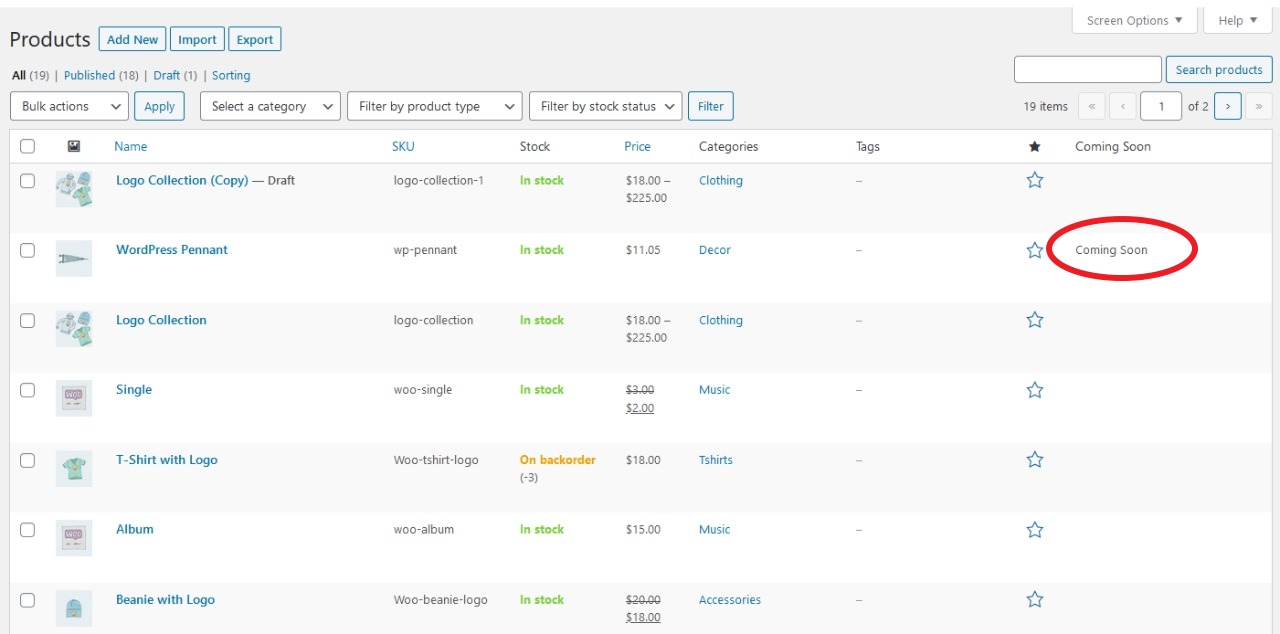 Screen Options ▼ Help ▼
Products Add New Import Export
All (19) | Published (18) | Draft (1) | Sorting
Search products
Bulk actions Apply Select a category Filter by product type Filter by stock status Filter 19 items « ‹ 1 of 2 › »
Name SKU Stock Price Categories Tags ★ Coming Soon
Logo Collection (Copy) — Draft logo-collection-1 In stock $18.00 – Clothing –
$225.00
WordPress Pennant wp-pennant In stock $11.05 Decor – Coming Soon
Logo Collection logo-collection In stock $18.00 – Clothing –
$225.00
Single woo-single In stock $3.00 Music –
$2.00
T-Shirt with Logo Woo-tshirt-logo On backorder $18.00 Tshirts –
(-3)
Album woo-album In stock $15.00 Music –
Beanie with Logo Woo-beanie-logo In stock $20.00 Accessories –
$18.00